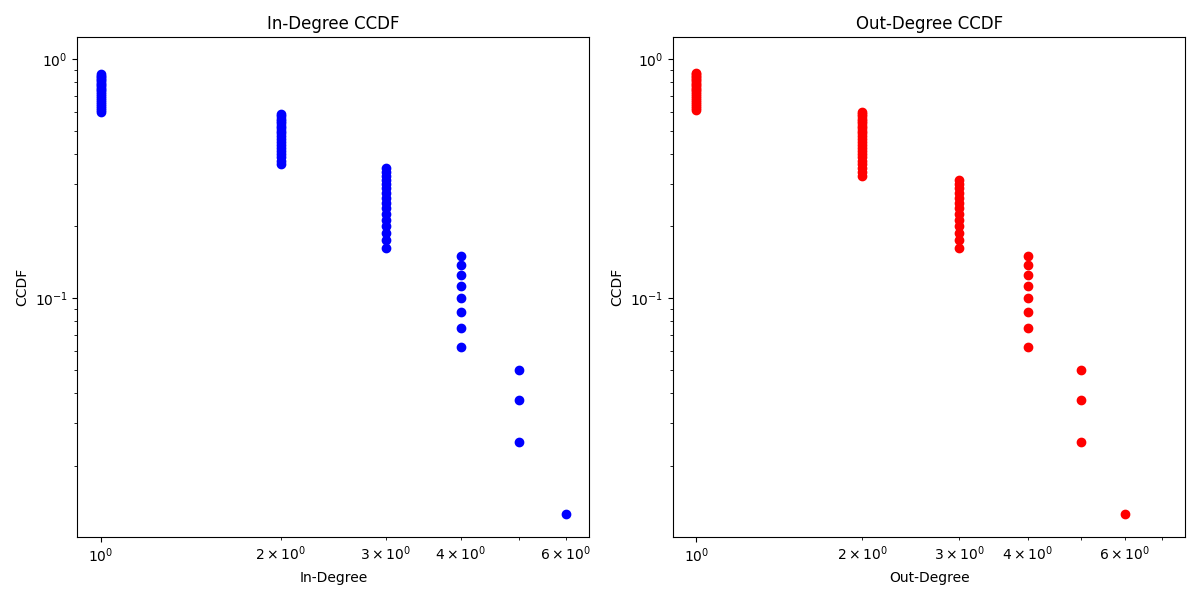 In-Degree CCDF
CCDF
10⁰
10⁻¹
10⁰
2 × 10⁰
3 × 10⁰
4 × 10⁰
6 × 10⁰
In-Degree
Out-Degree CCDF
CCDF
10⁰
10⁻¹
10⁰
2 × 10⁰
3 × 10⁰
4 × 10⁰
6 × 10⁰
Out-Degree